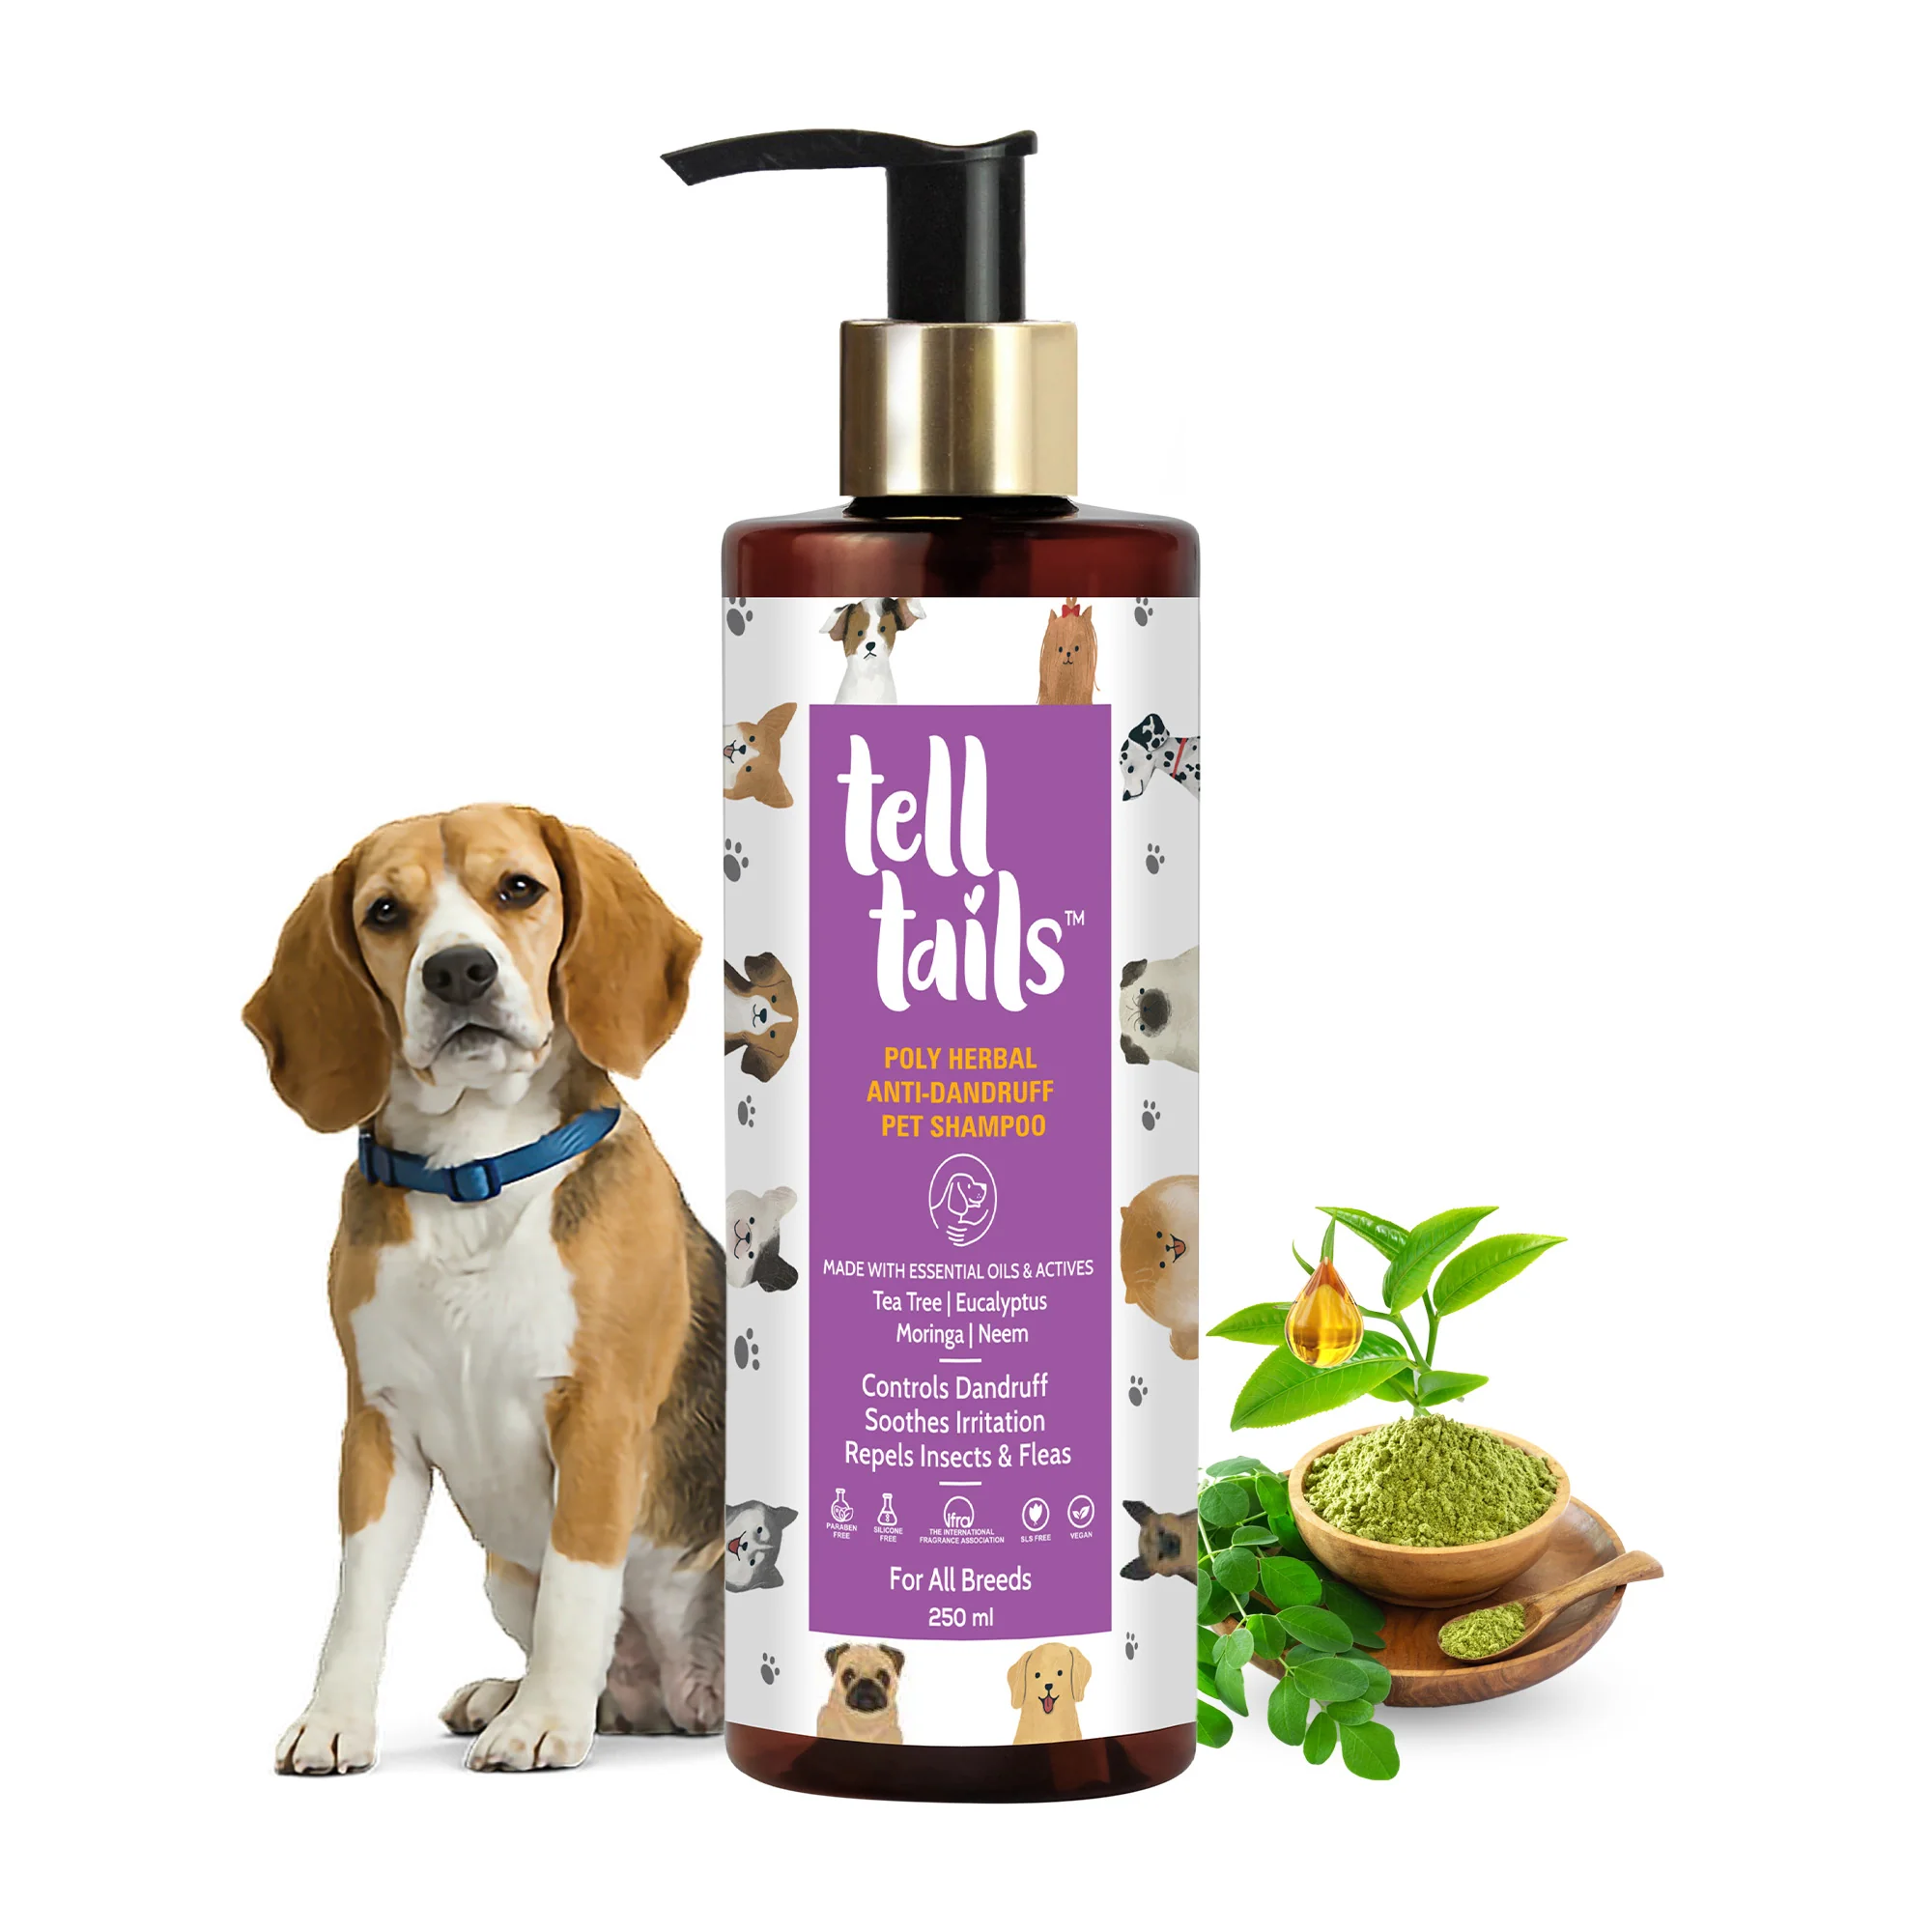 tell
tails™
POLY HERBAL
ANTI-DANDRUFF
PET SHAMPOO
MADE WITH ESSENTIAL OILS & ACTIVES
Tea Tree | Eucalyptus
Moringa | Neem
Controls Dandruff
Soothes Irritation
Repels Insects & Fleas
PARABEN FREE
SILICONE FREE
ifra
THE INTERNATIONAL
FRAGRANCE ASSOCIATION
SLS FREE
VEGAN
For All Breeds
250 ml